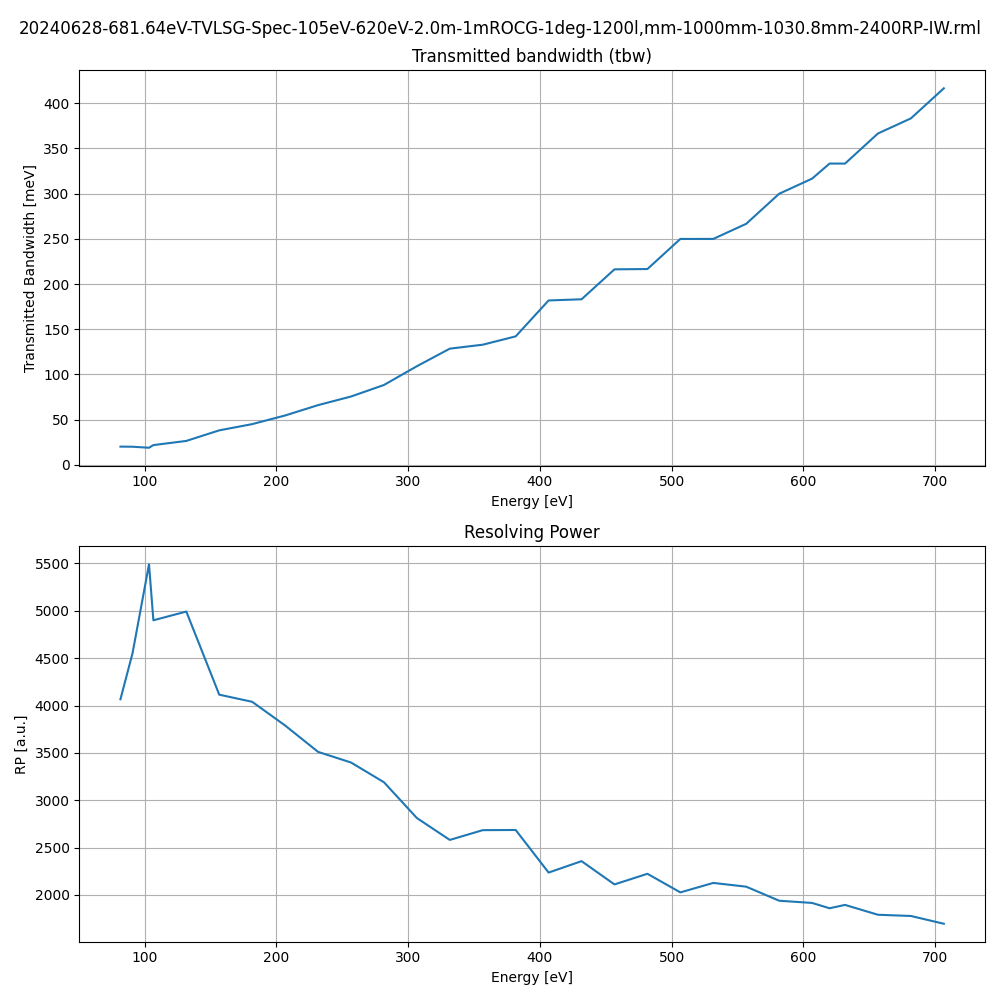 20240628-681.64eV-TVLSG-Spec-105eV-620eV-2.0m-1mROCG-1deg-1200l,mm-1000mm-1030.8mm-2400RP-IW.rml
Transmitted bandwidth (tbw)
400
350
300
250
200
150
100
50
0
Transmitted Bandwidth [meV]
100 200 300 400 500 600 700
Energy [eV]
Resolving Power
5500
5000
4500
4000
3500
3000
2500
2000
RP [a.u.]
100 200 300 400 500 600 700
Energy [eV]